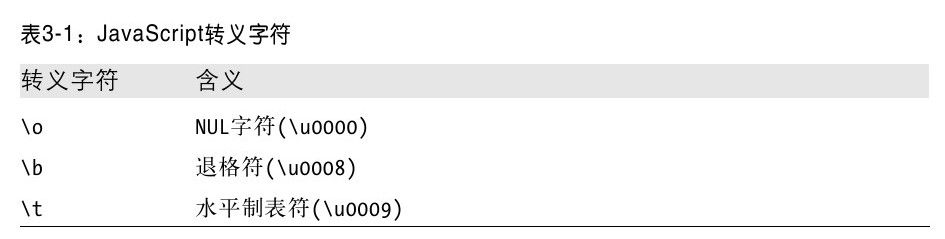 表3-1：JavaScript转义字符
转义字符 含义
\o NUL字符(\u0000)
\b 退格符(\u0008)
\t 水平制表符(\u0009)